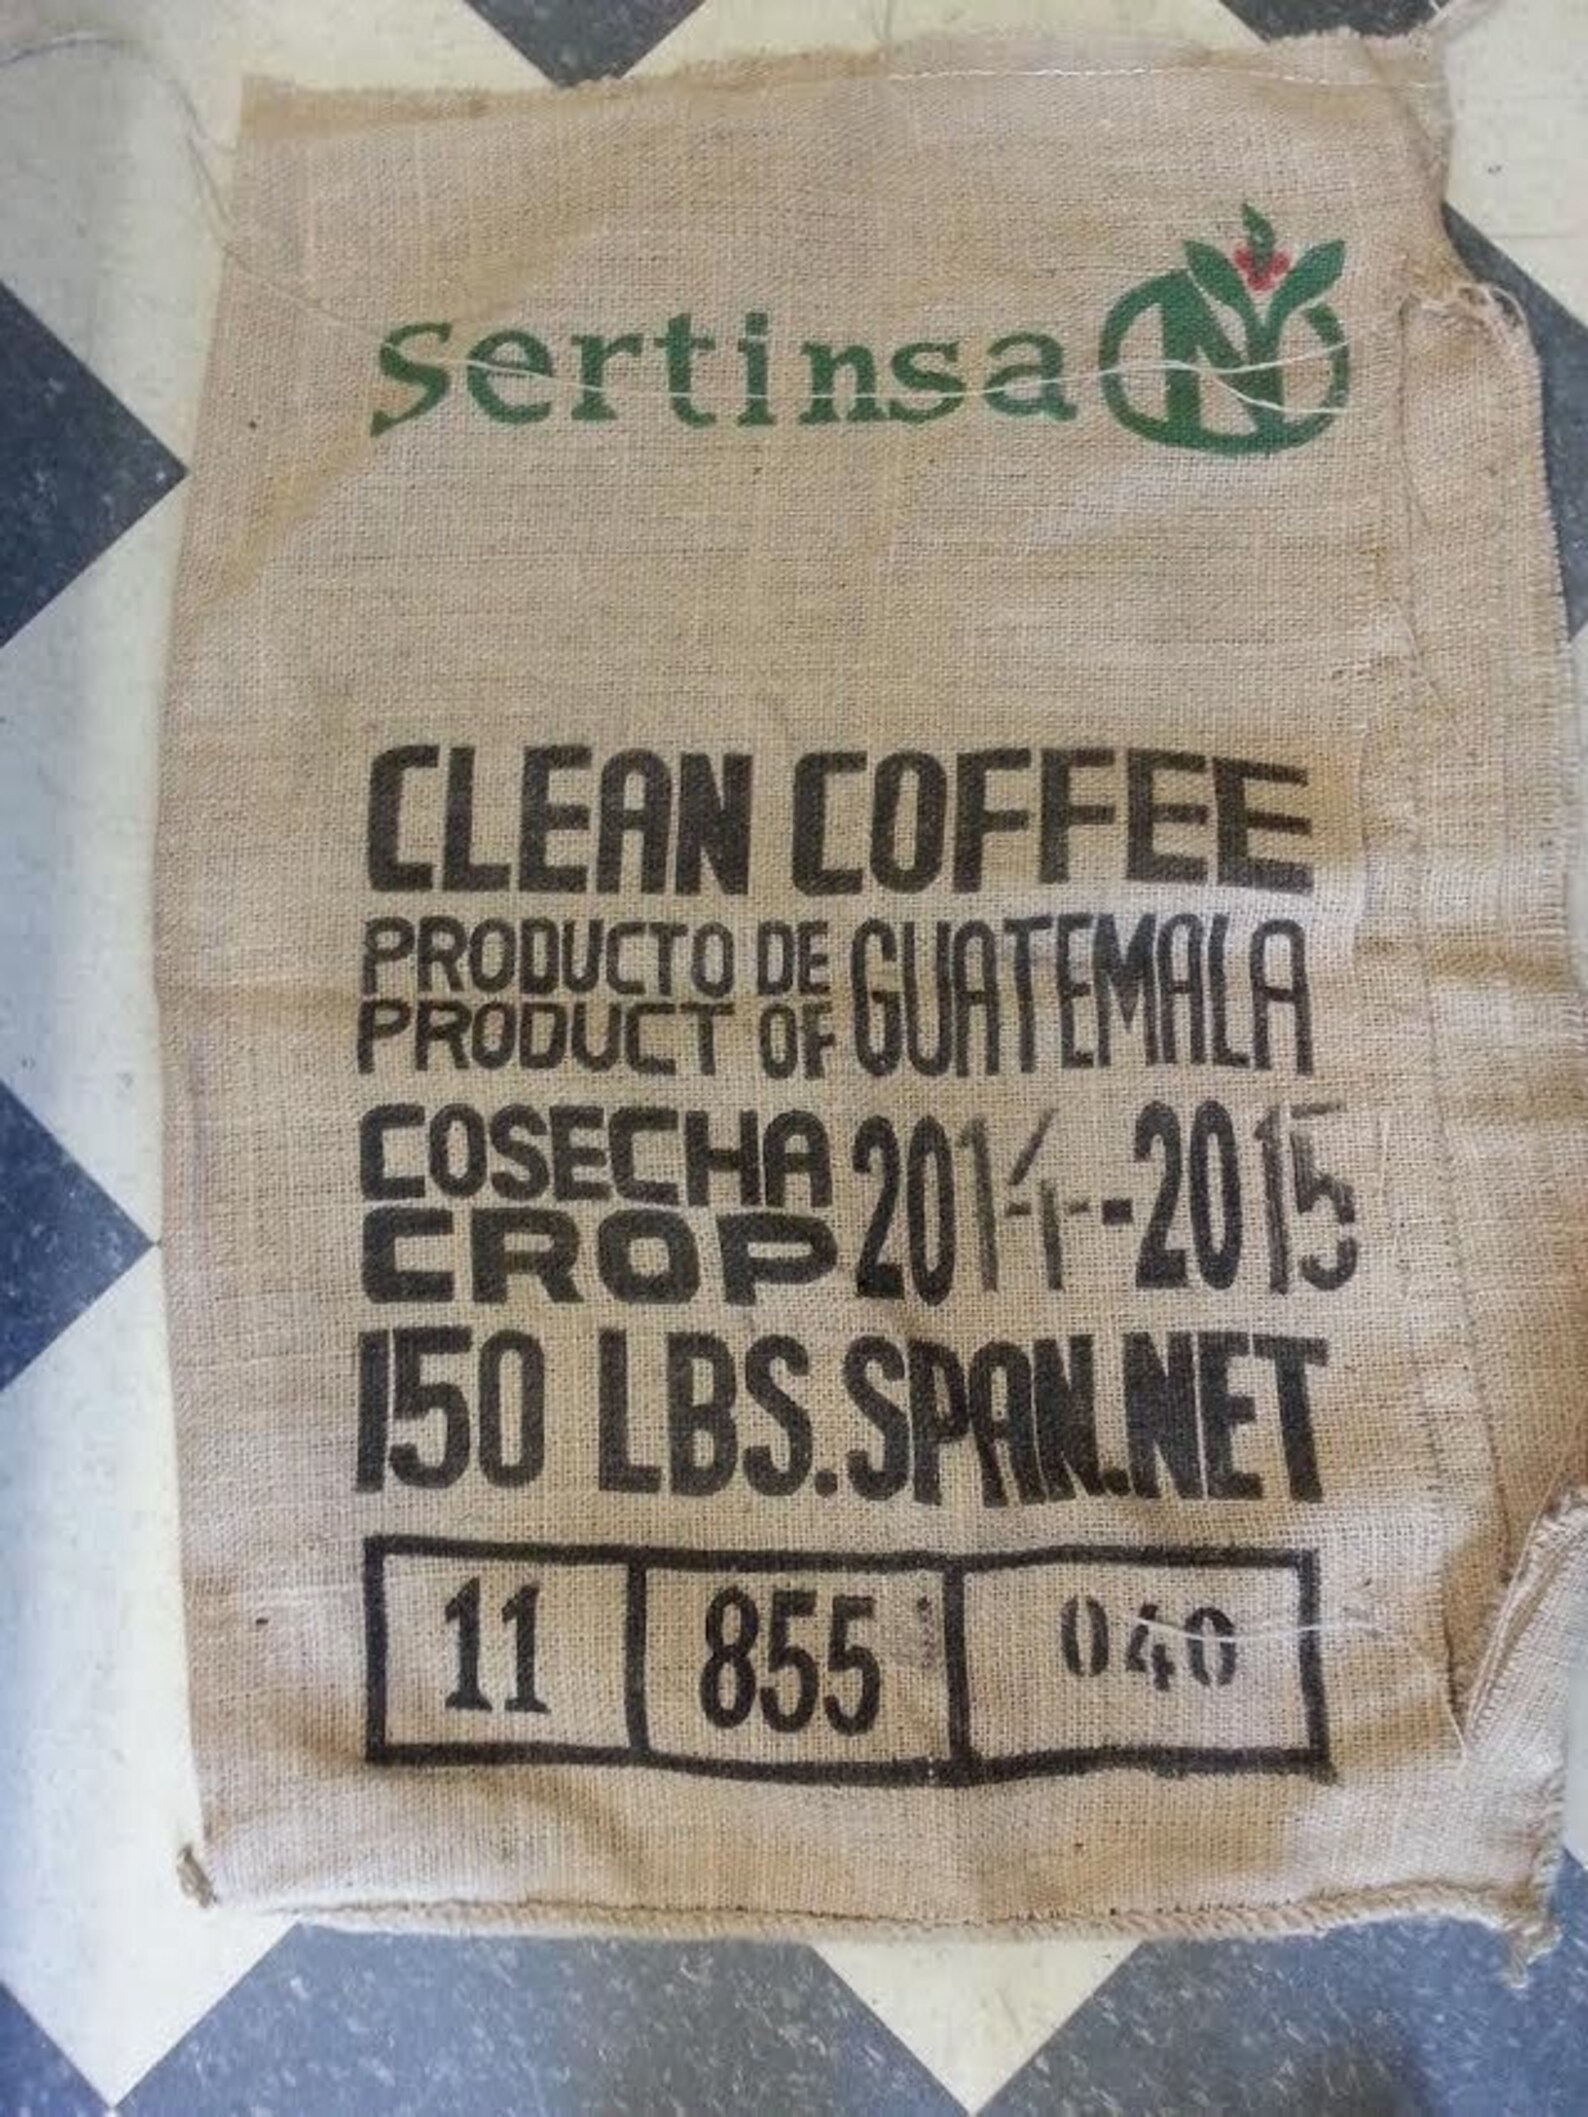 sertinsa N
CLEAN COFFEE
PRODUCTO DE GUATEMALA
PRODUCT OF
COSECHA 2014-2015
CROP
150 LBS.SPAN.NET
11 855 040